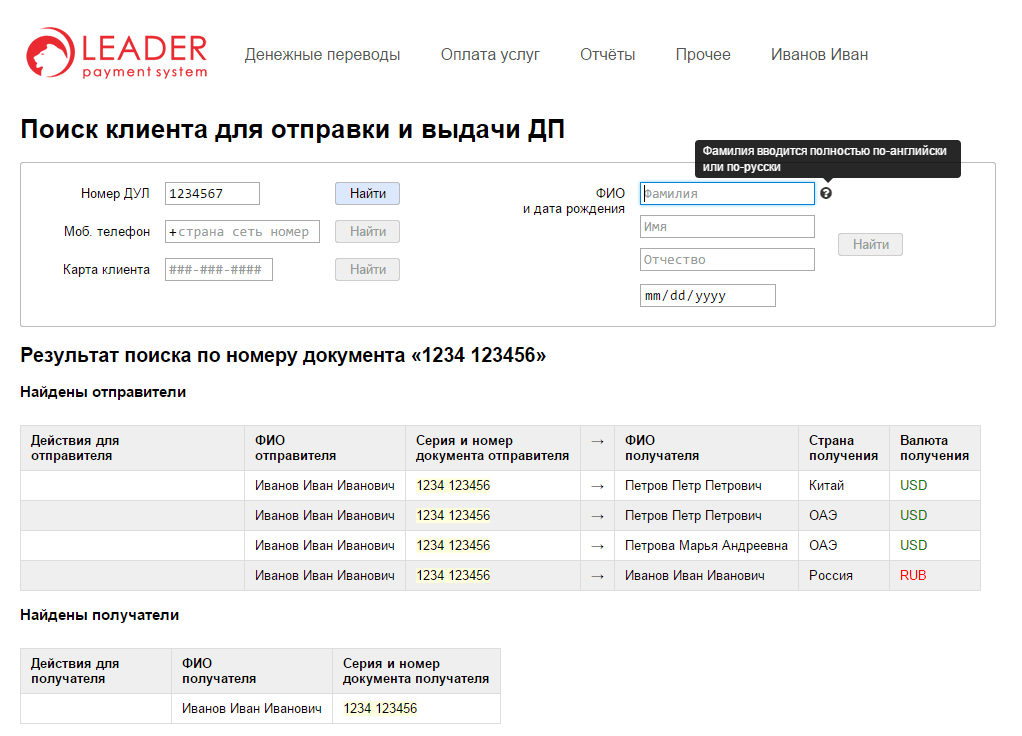 LEADER
payment system
Денежные переводы
Оплата услуг
Отчёты
Прочее
Иванов Иван
Поиск клиента для отправки и выдачи ДП
Фамилия вводится полностью по-английски
или по-русски
Номер ДУЛ
1234567
Найти
Моб. телефон
+страна сеть номер
Найти
Карта клиента
###-###-####
Найти
ФИО
и дата рождения
Фамилия
?
Имя
Отчество
mm/dd/yyyy
Найти
Результат поиска по номеру документа «1234 123456»
Найдены отправители
Действия для
отправителя
ФИО
отправителя
Серия и номер
документа отправителя
→
ФИО
получателя
Страна
получения
Валюта
получения
Иванов Иван Иванович 1234 123456 → Петров Петр Петрович Китай USD
Иванов Иван Иванович 1234 123456 → Петров Петр Петрович ОАЭ USD
Иванов Иван Иванович 1234 123456 → Петрова Марья Андреевна ОАЭ USD
Иванов Иван Иванович 1234 123456 → Иванов Иван Иванович Россия RUB
Найдены получатели
Действия для
получателя
ФИО
получателя
Серия и номер
документа получателя
Иванов Иван Иванович 1234 123456